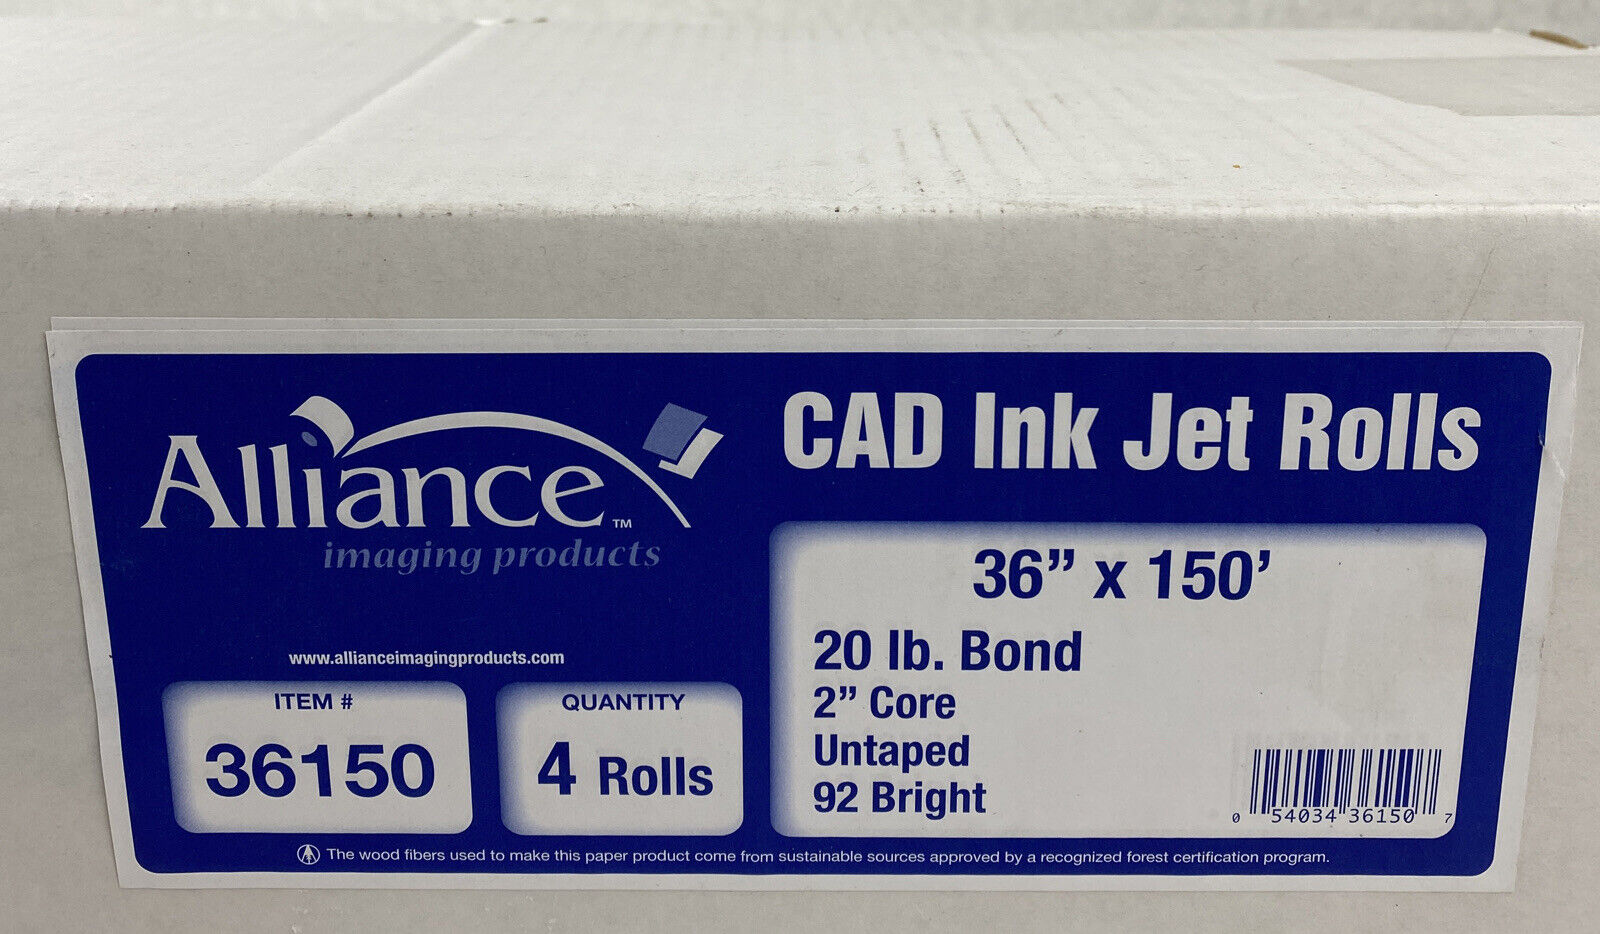 Alliance™
imaging products
www.allianceimagingproducts.com
ITEM #
36150
QUANTITY
4 Rolls
CAD Ink Jet Rolls
36” x 150’
20 lb. Bond
2” Core
Untaped
92 Bright
0 54034 36150 7
The wood fibers used to make this paper product come from sustainable sources approved by a recognized forest certification program.